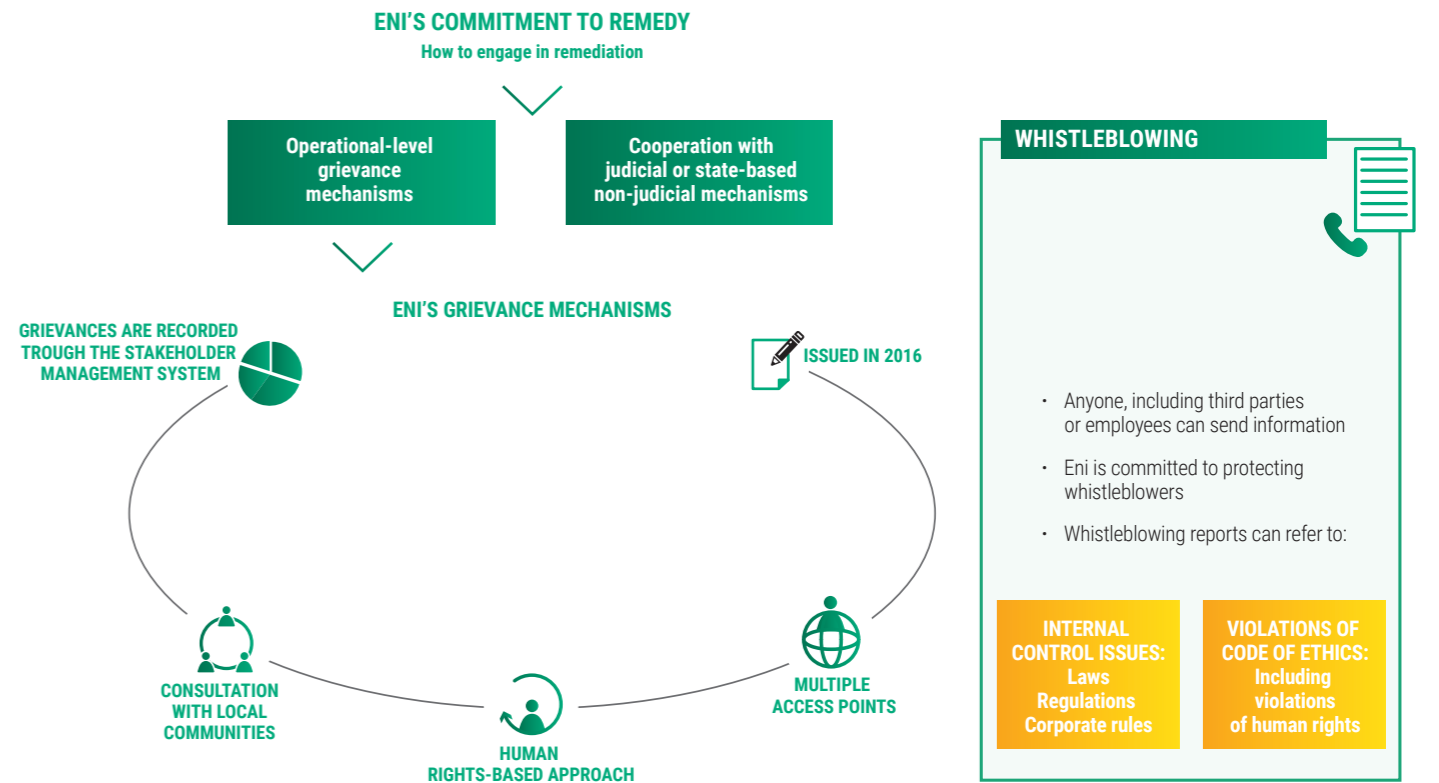 ENI'S COMMITMENT TO REMEDY
How to engage in remediation
Operational-level
grievance
mechanisms
Cooperation with
judicial or state-based
non-judicial mechanisms
ENI'S GRIEVANCE MECHANISMS
GRIEVANCES ARE RECORDED
TROUGH THE STAKEHOLDER
MANAGEMENT SYSTEM
ISSUED IN 2016
CONSULTATION
WITH LOCAL
COMMUNITIES
HUMAN
RIGHTS-BASED APPROACH
MULTIPLE
ACCESS POINTS
WHISTLEBLOWING
• Anyone, including third parties
or employees can send information
• Eni is committed to protecting
whistleblowers
• Whistleblowing reports can refer to:
INTERNAL
CONTROL ISSUES:
Laws
Regulations
Corporate rules
VIOLATIONS OF
CODE OF ETHICS:
Including
violations
of human rights